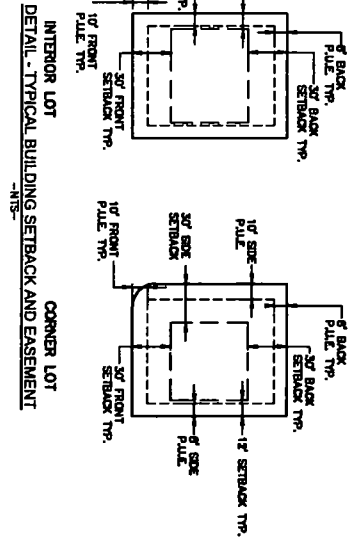 6' BACK
P.U.E. TYP.
30' BACK
SETBACK TYP.
P.
10' FRONT
P.U.E. TYP.
30' FRONT
SETBACK TYP.
INTERIOR LOT
6' BACK
P.U.E. TYP.
30' BACK
SETBACK TYP.
10' SIDE
P.U.E.
30' SIDE
SETBACK
12' SETBACK TYP.
6' SIDE
P.U.E.
10' FRONT
P.U.E. TYP.
30' FRONT
SETBACK TYP.
CORNER LOT
DETAIL - TYPICAL BUILDING SETBACK AND EASEMENT
-NTS-